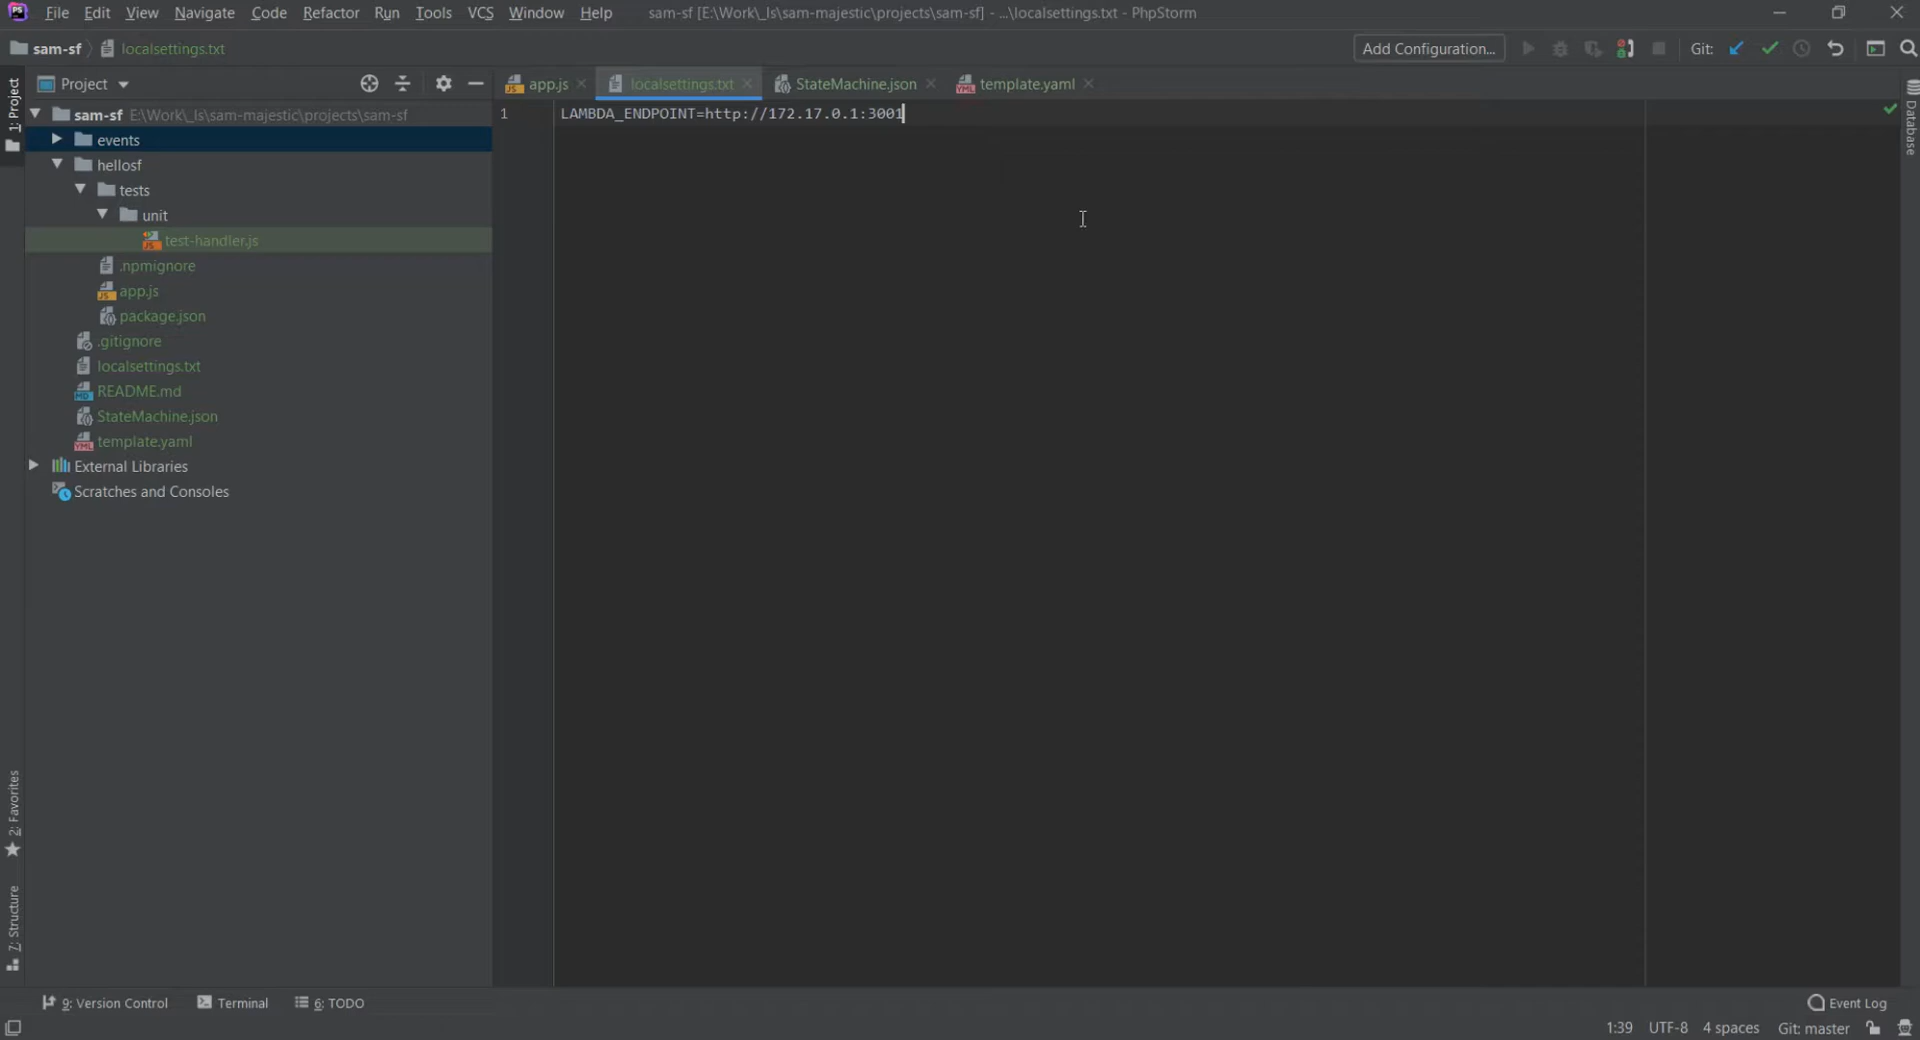 PS File Edit View Navigate Code Refactor Run Tools VCS Window Help sam-sf [E:\Work\_ls\sam-majestic\projects\sam-sf] - ...\localsettings.txt - PhpStorm
sam-sf localsettings.txt Add Configuration... Git:
Project app.js localsettings.txt StateMachine.json template.yaml
1: Project
Database
sam-sf E:\Work\_ls\sam-majestic\projects\sam-sf
events
hellosf
tests
unit
test-handler.js
.npmignore
app.js
package.json
.gitignore
localsettings.txt
README.md
StateMachine.json
template.yaml
External Libraries
Scratches and Consoles
1 LAMBDA_ENDPOINT=http://172.17.0.1:3001
2: Favorites
7: Structure
9: Version Control Terminal 6: TODO Event Log
1:39 UTF-8 4 spaces Git: master